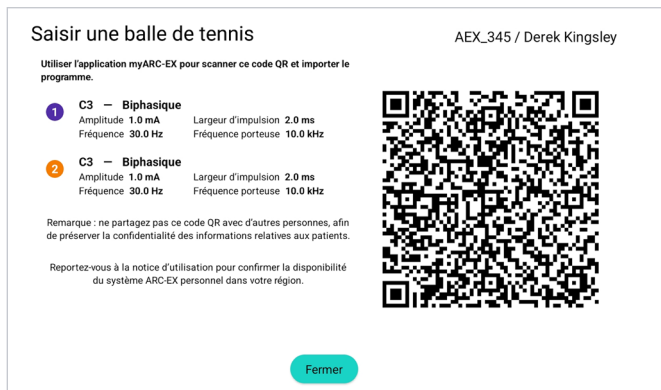 Saisir une balle de tennis
AEX_345 / Derek Kingsley
Utiliser l'application myARC-EX pour scanner ce code QR et importer le
programme.
1
C3 — Biphasique
Amplitude 1.0 mA Largeur d'impulsion 2.0 ms
Fréquence 30.0 Hz Fréquence porteuse 10.0 kHz
2
C3 — Biphasique
Amplitude 1.0 mA Largeur d'impulsion 2.0 ms
Fréquence 30.0 Hz Fréquence porteuse 10.0 kHz
Remarque : ne partagez pas ce code QR avec d'autres personnes, afin
de préserver la confidentialité des informations relatives aux patients.
Reportez-vous à la notice d'utilisation pour confirmer la disponibilité
du système ARC-EX personnel dans votre région.
Fermer